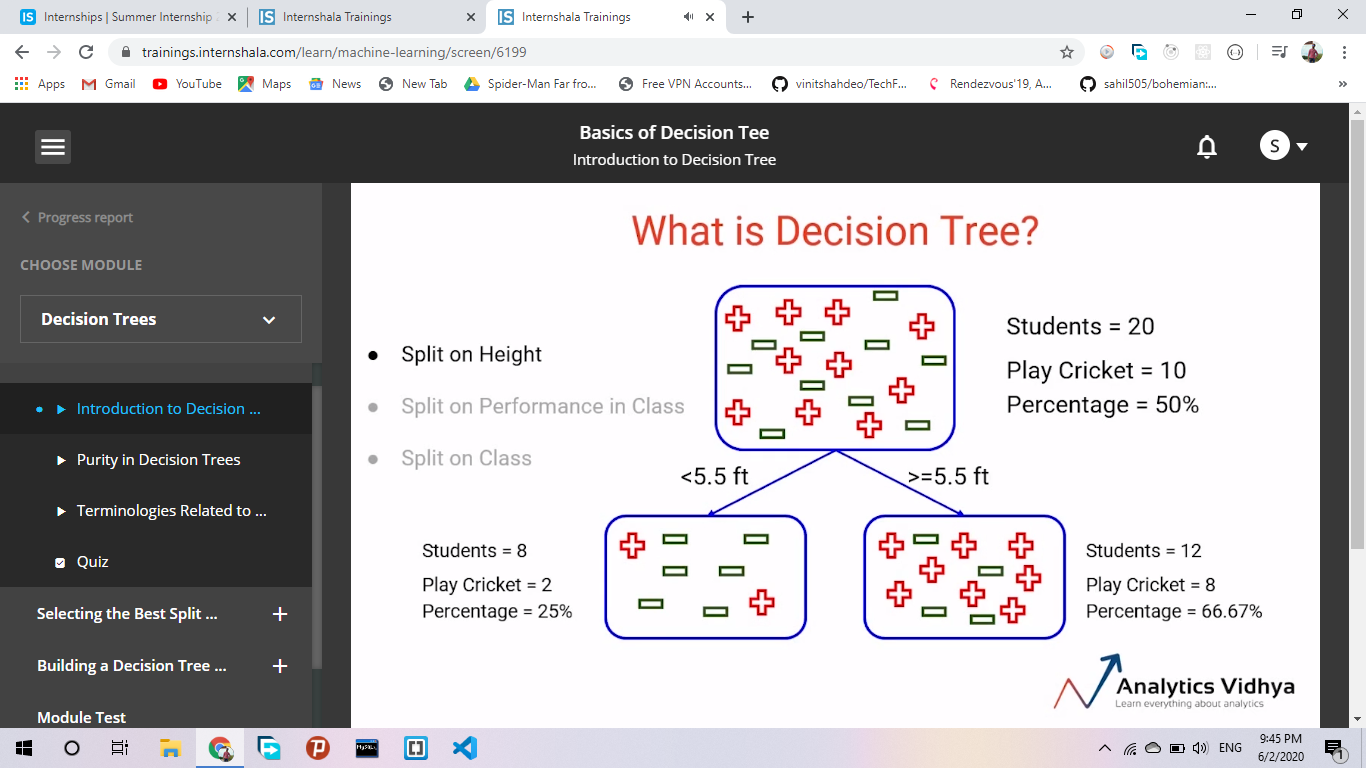 Internships | Summer Internship
Internshala Trainings
Internshala Trainings
trainings.internshala.com/learn/machine-learning/screen/6199
Apps
Gmail
YouTube
Maps
News
New Tab
Spider-Man Far fro...
Free VPN Accounts...
vinitshahdeo/TechF...
Rendezvous'19, A...
sahil505/bohemian:...
»
Basics of Decision Tee
Introduction to Decision Tree
S
Progress report
CHOOSE MODULE
Decision Trees
Introduction to Decision ...
Purity in Decision Trees
Terminologies Related to ...
Quiz
Selecting the Best Split ...
Building a Decision Tree ...
Module Test
What is Decision Tree?
Split on Height
Split on Performance in Class
Split on Class
Students = 20
Play Cricket = 10
Percentage = 50%
<5.5 ft
>=5.5 ft
Students = 8
Play Cricket = 2
Percentage = 25%
Students = 12
Play Cricket = 8
Percentage = 66.67%
Analytics Vidhya
Learn everything about analytics
ENG
9:45 PM
6/2/2020
1